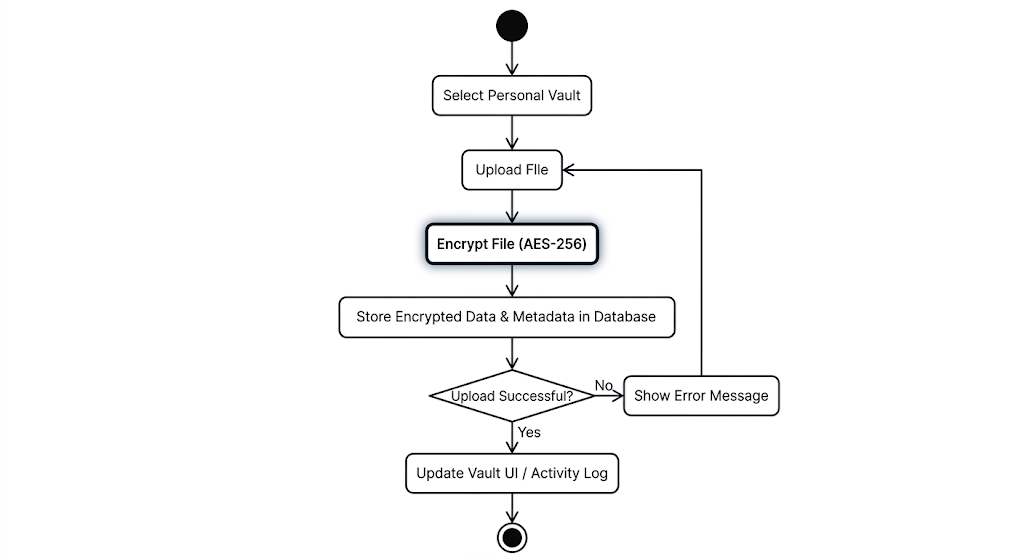 Select Personal Vault
Upload FIle
Encrypt File (AES-256)
Store Encrypted Data & Metadata in Database
Upload Successful?
No
Show Error Message
Yes
Update Vault UI / Activity Log